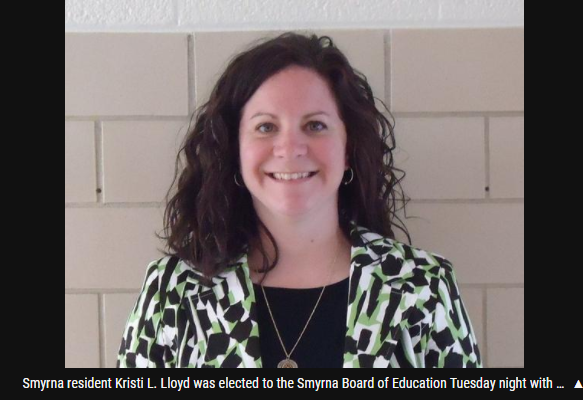 Smyrna resident Kristi L. Lloyd was elected to the Smyrna Board of Education Tuesday night with ...